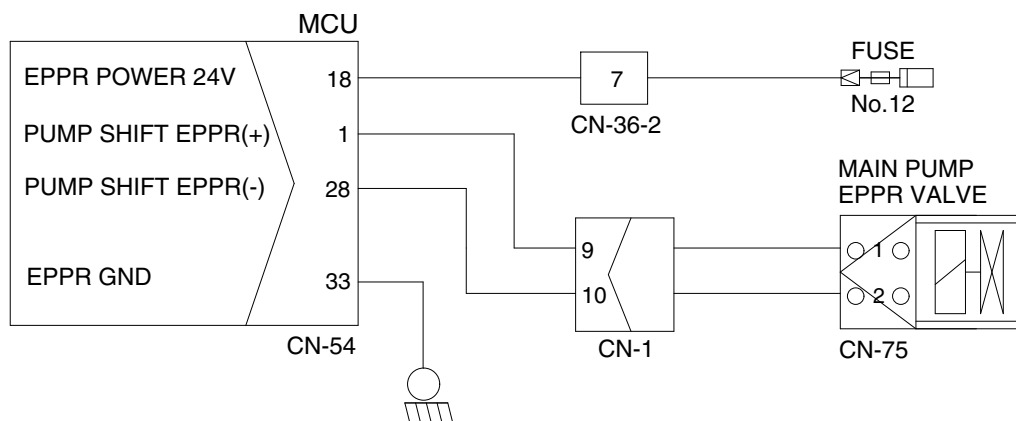 MCU
EPPR POWER 24V
18
7
CN-36-2
FUSE
No.12
PUMP SHIFT EPPR(+)
1
PUMP SHIFT EPPR(-)
28
MAIN PUMP
EPPR VALVE
9
1
EPPR GND
33
10
2
CN-54
CN-1
CN-75